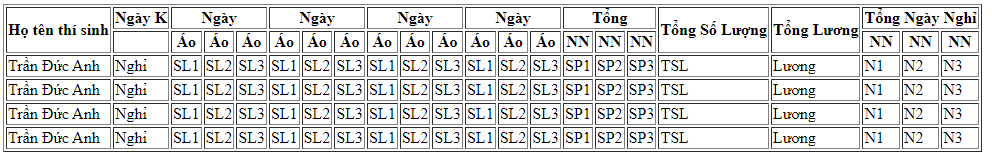 Họ tên thí sinh Ngày K Ngày Ngày Ngày Ngày Tổng Tổng Số Lượng Tổng Lương Tổng Ngày Nghỉ
Áo Áo Áo Áo Áo Áo Áo Áo Áo Áo Áo Áo NN NN NN NN NN NN
Trần Đức Anh Nghỉ SL1 SL2 SL3 SL1 SL2 SL3 SL1 SL2 SL3 SL1 SL2 SL3 SP1 SP2 SP3 TSL Lương N1 N2 N3
Trần Đức Anh Nghỉ SL1 SL2 SL3 SL1 SL2 SL3 SL1 SL2 SL3 SL1 SL2 SL3 SP1 SP2 SP3 TSL Lương N1 N2 N3
Trần Đức Anh Nghỉ SL1 SL2 SL3 SL1 SL2 SL3 SL1 SL2 SL3 SL1 SL2 SL3 SP1 SP2 SP3 TSL Lương N1 N2 N3
Trần Đức Anh Nghỉ SL1 SL2 SL3 SL1 SL2 SL3 SL1 SL2 SL3 SL1 SL2 SL3 SP1 SP2 SP3 TSL Lương N1 N2 N3